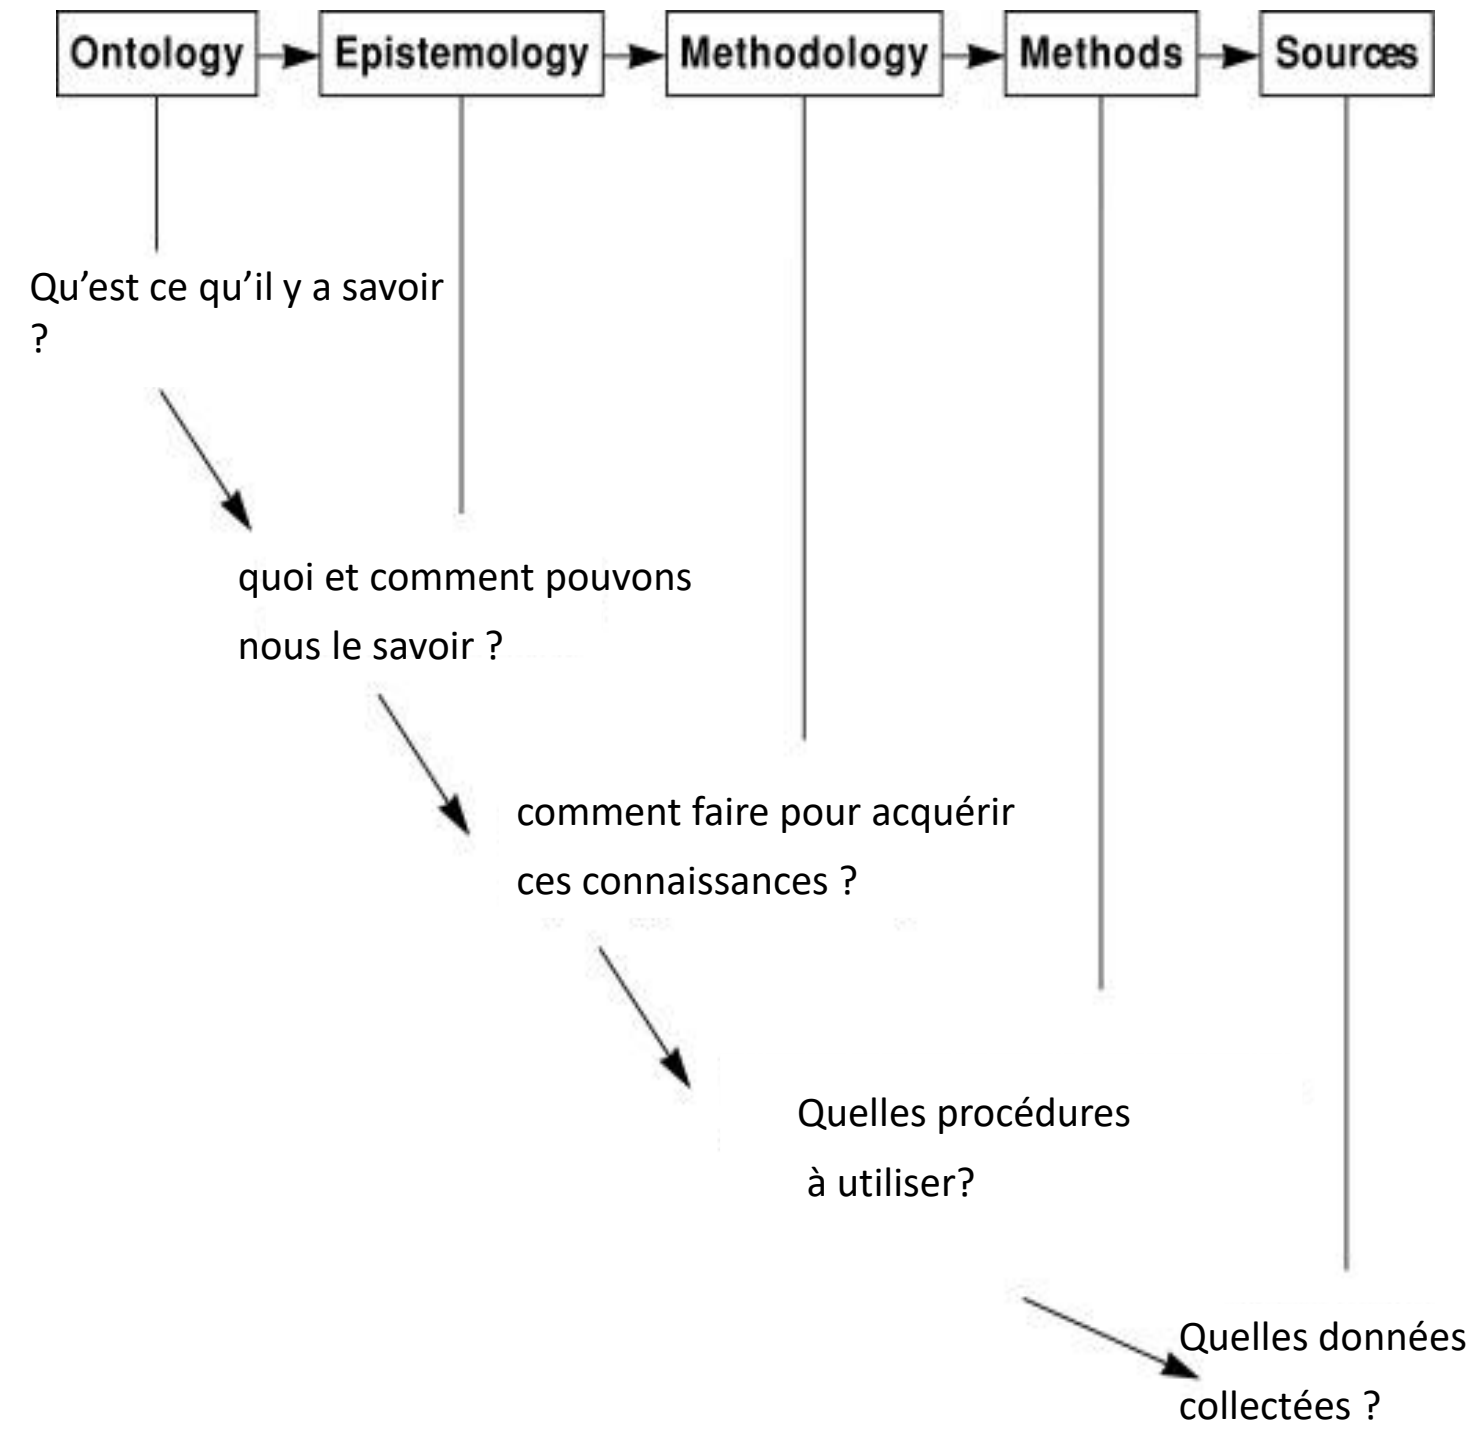 Ontology Epistemology Methodology Methods Sources
Qu’est ce qu’il y a savoir
?
quoi et comment pouvons
nous le savoir ?
comment faire pour acquérir
ces connaissances ?
Quelles procédures
à utiliser?
Quelles données
collectées ?